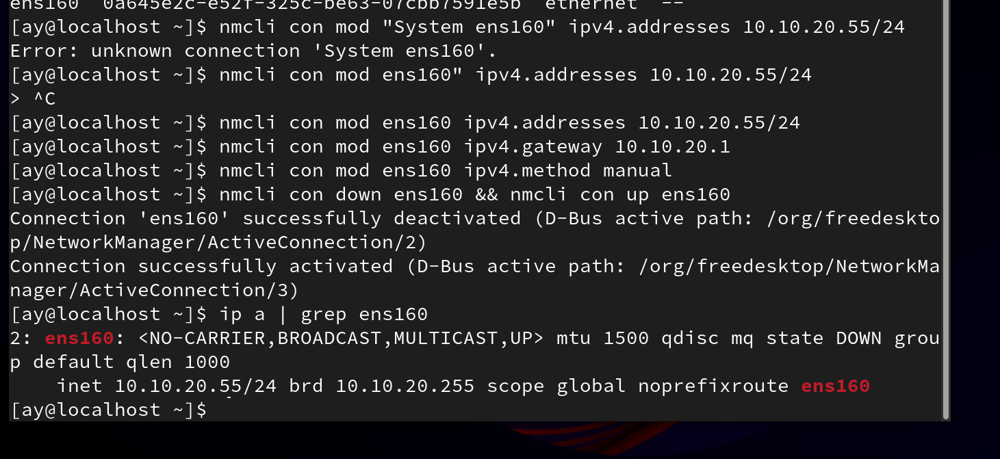 ens160  0a645e2c-e52f-325c-be63-07cbb7591e5b  ethernet  --
[ay@localhost ~]$ nmcli con mod "System ens160" ipv4.addresses 10.10.20.55/24
Error: unknown connection 'System ens160'.
[ay@localhost ~]$ nmcli con mod ens160" ipv4.addresses 10.10.20.55/24
> ^C
[ay@localhost ~]$ nmcli con mod ens160 ipv4.addresses 10.10.20.55/24
[ay@localhost ~]$ nmcli con mod ens160 ipv4.gateway 10.10.20.1
[ay@localhost ~]$ nmcli con mod ens160 ipv4.method manual
[ay@localhost ~]$ nmcli con down ens160 && nmcli con up ens160
Connection 'ens160' successfully deactivated (D-Bus active path: /org/freedeskto
p/NetworkManager/ActiveConnection/2)
Connection successfully activated (D-Bus active path: /org/freedesktop/NetworkMa
nager/ActiveConnection/3)
[ay@localhost ~]$ ip a | grep ens160
2: ens160: <NO-CARRIER,BROADCAST,MULTICAST,UP> mtu 1500 qdisc mq state DOWN grou
p default qlen 1000
    inet 10.10.20.55/24 brd 10.10.20.255 scope global noprefixroute ens160
[ay@localhost ~]$